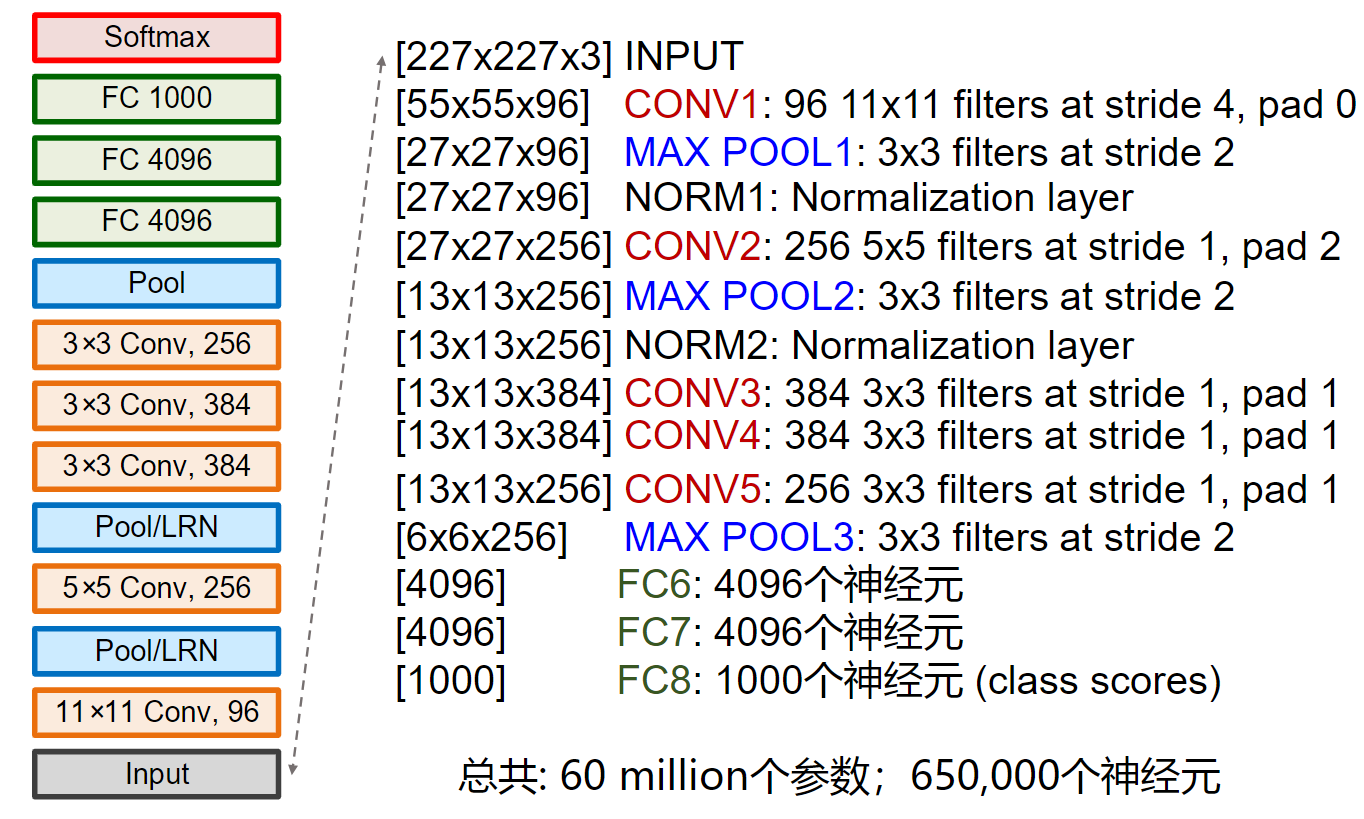 Softmax
FC 1000
FC 4096
FC 4096
Pool
3×3 Conv, 256
3×3 Conv, 384
3×3 Conv, 384
Pool/LRN
5×5 Conv, 256
Pool/LRN
11×11 Conv, 96
Input
[227x227x3] INPUT
[55x55x96] CONV1: 96 11x11 filters at stride 4, pad 0
[27x27x96] MAX POOL1: 3x3 filters at stride 2
[27x27x96] NORM1: Normalization layer
[27x27x256] CONV2: 256 5x5 filters at stride 1, pad 2
[13x13x256] MAX POOL2: 3x3 filters at stride 2
[13x13x256] NORM2: Normalization layer
[13x13x384] CONV3: 384 3x3 filters at stride 1, pad 1
[13x13x384] CONV4: 384 3x3 filters at stride 1, pad 1
[13x13x256] CONV5: 256 3x3 filters at stride 1, pad 1
[6x6x256] MAX POOL3: 3x3 filters at stride 2
[4096] FC6: 4096个神经元
[4096] FC7: 4096个神经元
[1000] FC8: 1000个神经元 (class scores)
总共: 60 million个参数；650,000个神经元